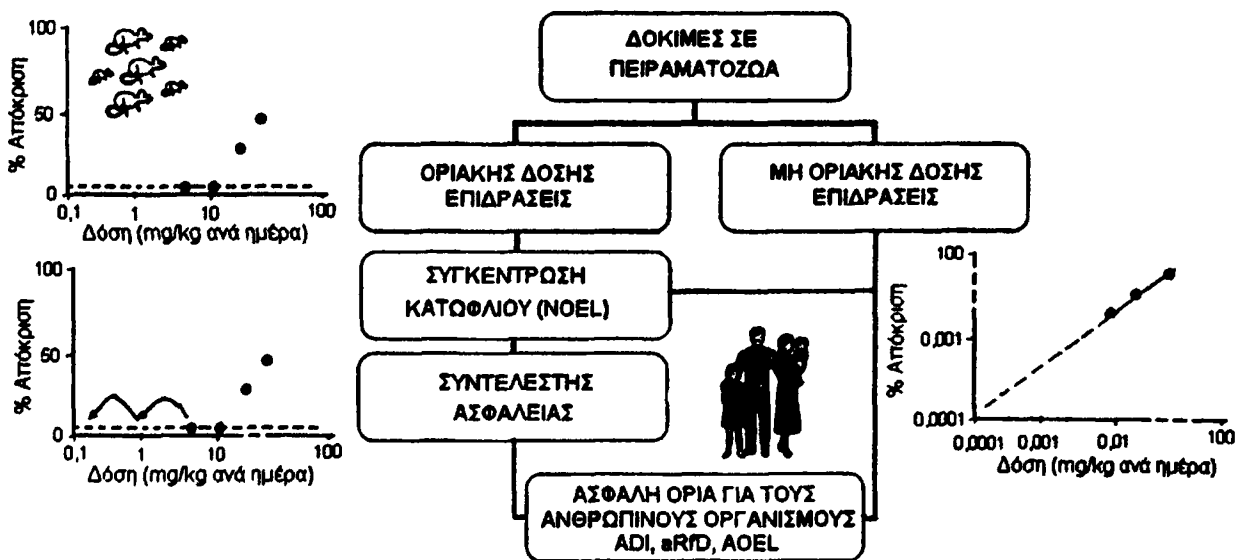 100
50
0
% Απόκριση
0,1 1 10 100
Δόση (mg/kg ανά ημέρα)
100
50
0
% Απόκριση
0,1 1 10 100
Δόση (mg/kg ανά ημέρα)
ΔΟΚΙΜΕΣ ΣΕ
ΠΕΙΡΑΜΑΤΟΖΩΑ
ΟΡΙΑΚΗΣ ΔΟΣΗΣ
ΕΠΙΔΡΑΣΕΙΣ
ΜΗ ΟΡΙΑΚΗΣ ΔΟΣΗΣ
ΕΠΙΔΡΑΣΕΙΣ
ΣΥΓΚΕΝΤΡΩΣΗ
ΚΑΤΩΦΛΙΟΥ (NOEL)
ΣΥΝΤΕΛΕΣΤΗΣ
ΑΣΦΑΛΕΙΑΣ
ΑΣΦΑΛΗ ΟΡΙΑ ΓΙΑ ΤΟΥΣ
ΑΝΘΡΩΠΙΝΟΥΣ ΟΡΓΑΝΙΣΜΟΥΣ
ADI, aRfD, AOEL
100
0,001
0,0001
% Απόκριση
0,0001 0,001 0,01 100
Δόση (mg/kg ανά ημέρα)